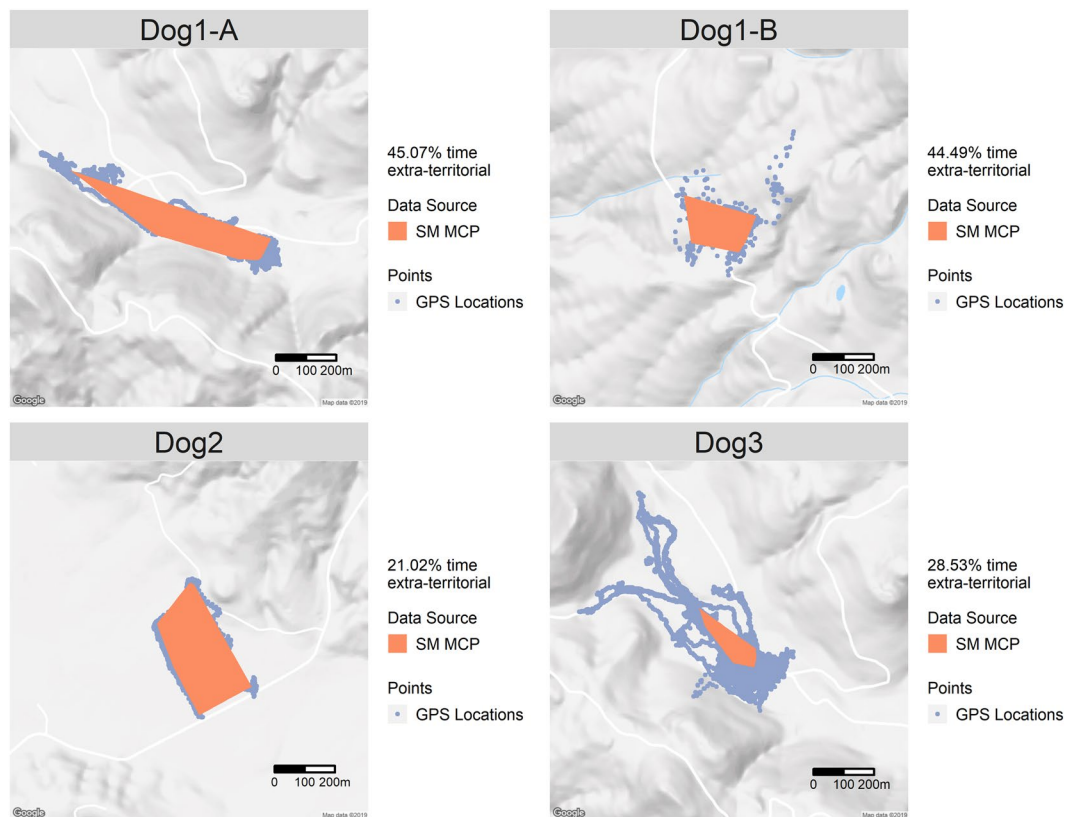 Dog1-A
45.07% time
extra-territorial
Data Source
SM MCP
Points
GPS Locations
0 100 200m
Google
Map data ©2019
Dog1-B
44.49% time
extra-territorial
Data Source
SM MCP
Points
GPS Locations
0 100 200m
Google
Map data ©2019
Dog2
21.02% time
extra-territorial
Data Source
SM MCP
Points
GPS Locations
0 100 200m
Google
Map data ©2019
Dog3
28.53% time
extra-territorial
Data Source
SM MCP
Points
GPS Locations
0 100 200m
Google
Map data ©2019